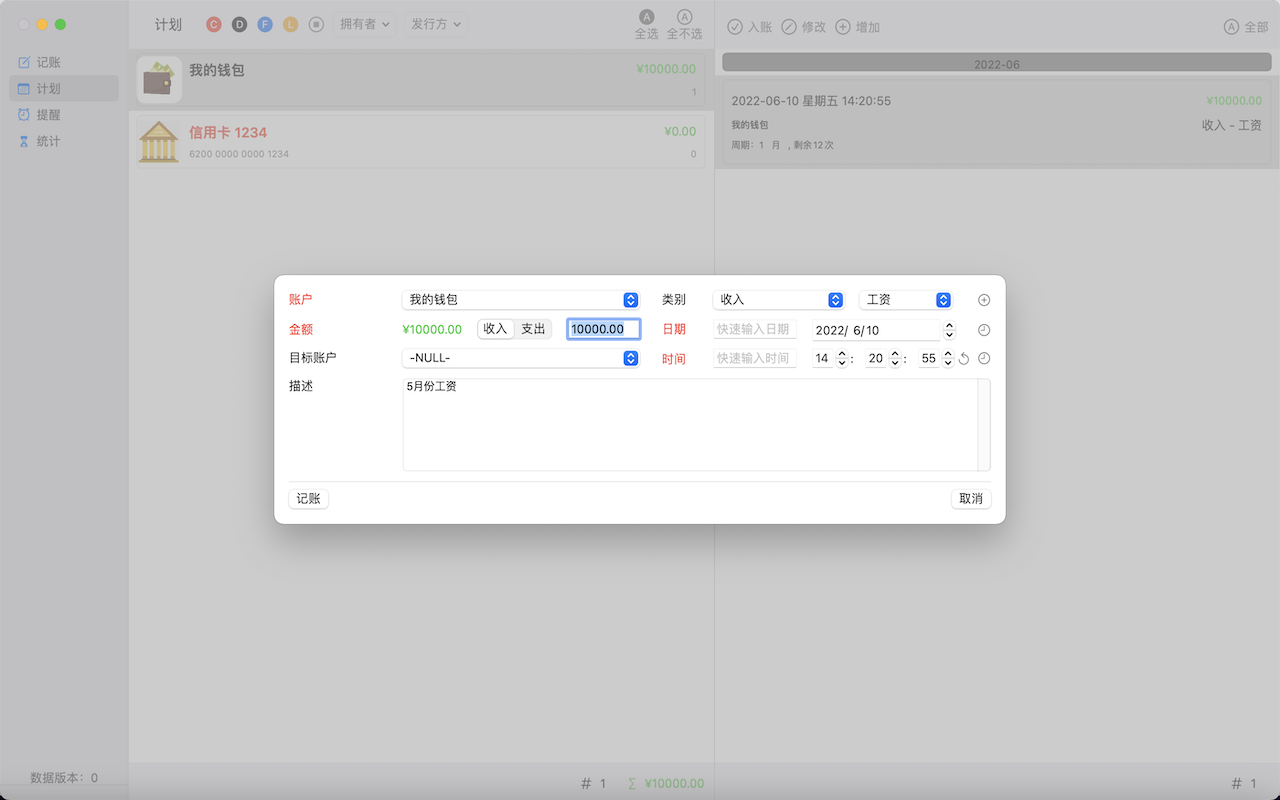 计划 C D F L 拥有者 发行方 A 全选 A 全不选
入账 修改 增加 A 全部
记账
计划
提醒
统计
我的钱包 ¥10000.00
1
信用卡 1234 ¥0.00
6200 0000 0000 1234 0
2022-06
2022-06-10 星期五 14:20:55 ¥10000.00
我的钱包 收入 - 工资
周期：1 月 ，剩余12次
账户 我的钱包 类别 收入 工资
金额 ¥10000.00 收入 支出 10000.00 日期 快速输入日期 2022/ 6/10
目标账户 -NULL- 时间 快速输入时间 14 : 20 : 55
描述 5月份工资
记账 取消
数据版本：0 # 1 ∑ ¥10000.00 # 1